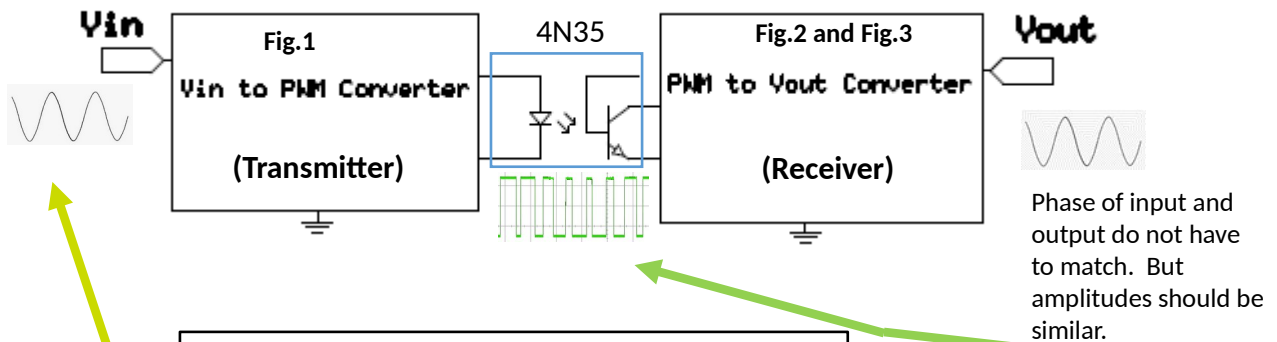 Vin
Fig.1
Vin to PWM Converter
(Transmitter)
4N35
Fig.2 and Fig.3
PWM to Vout Converter
(Receiver)
Vout
Phase of input and
output do not have
to match.  But
amplitudes should be
similar.